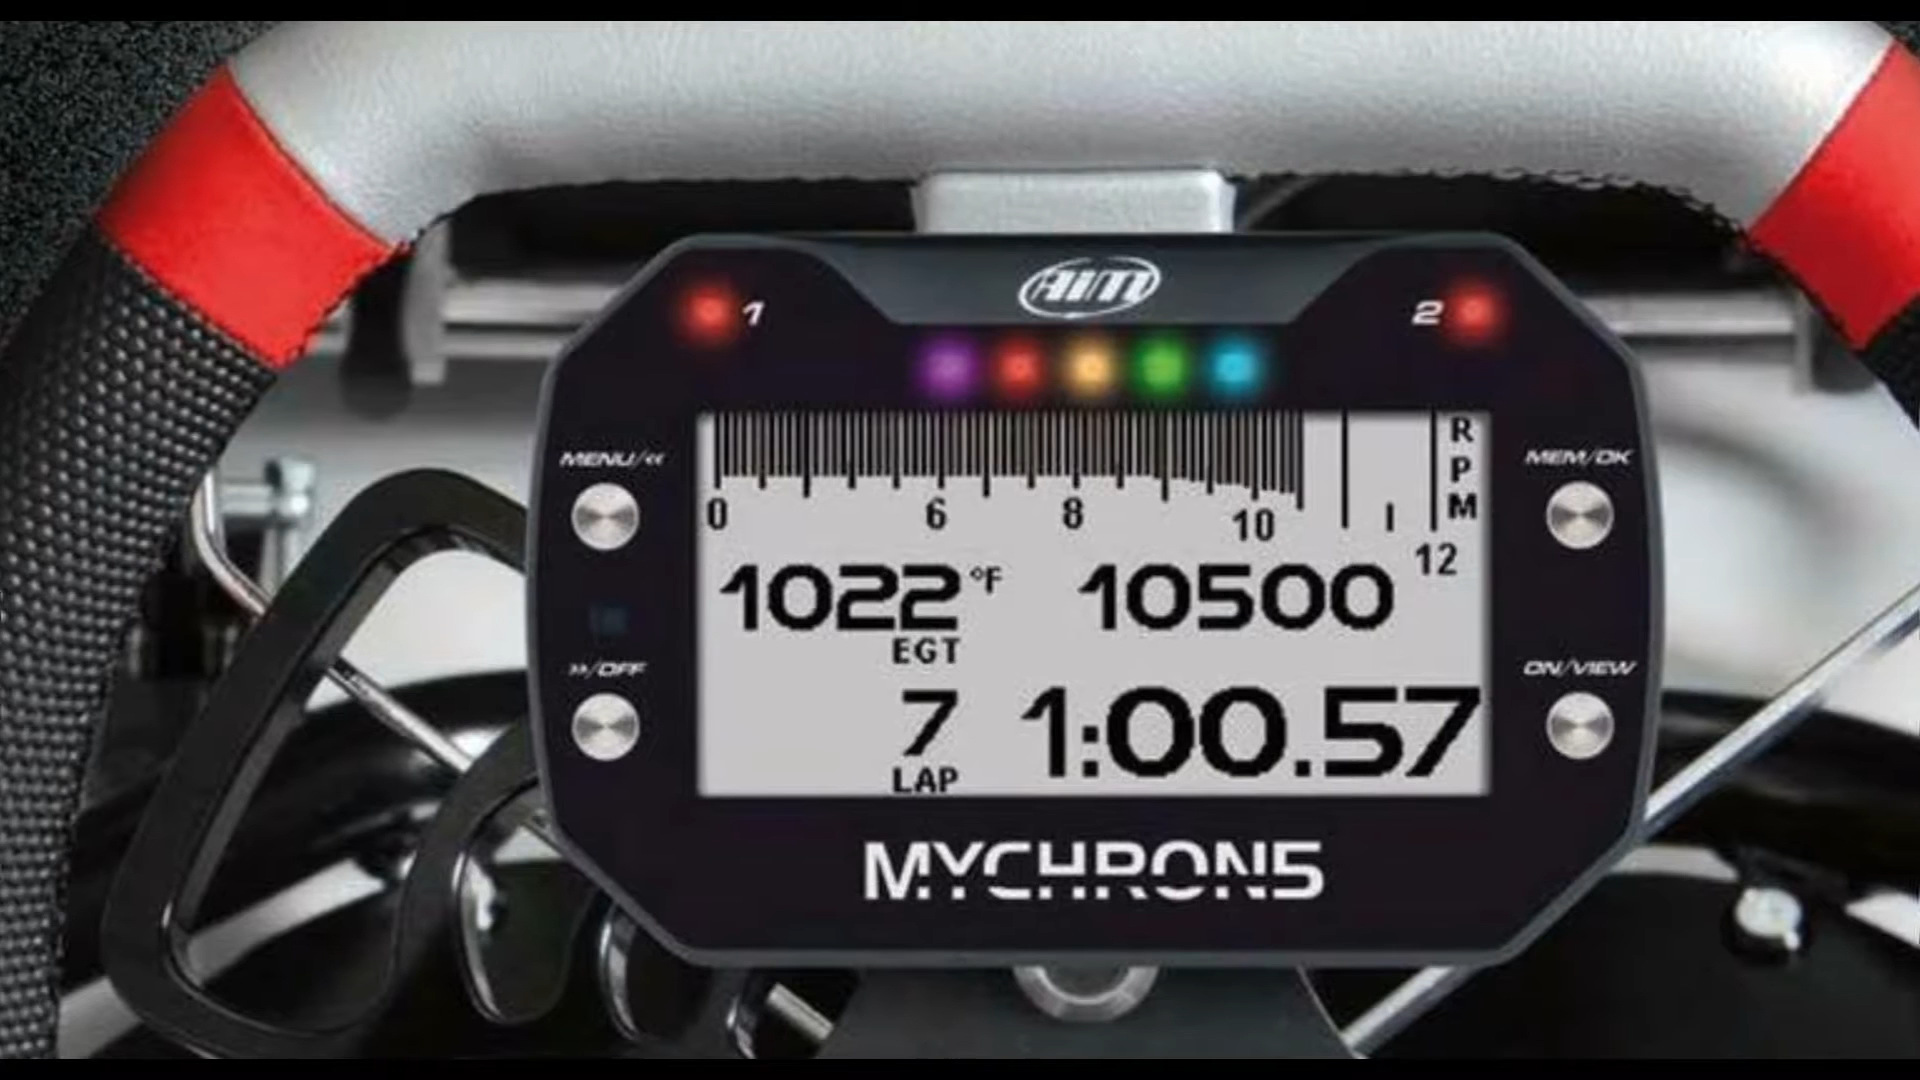 AiM
1 2
MENU/<<
MEM/OK
R
P
M
0 6 8 10 12
1022 °F 10500
EGT
>>/OFF
ON/VIEW
7 1:00.57
LAP
MYCHRON5